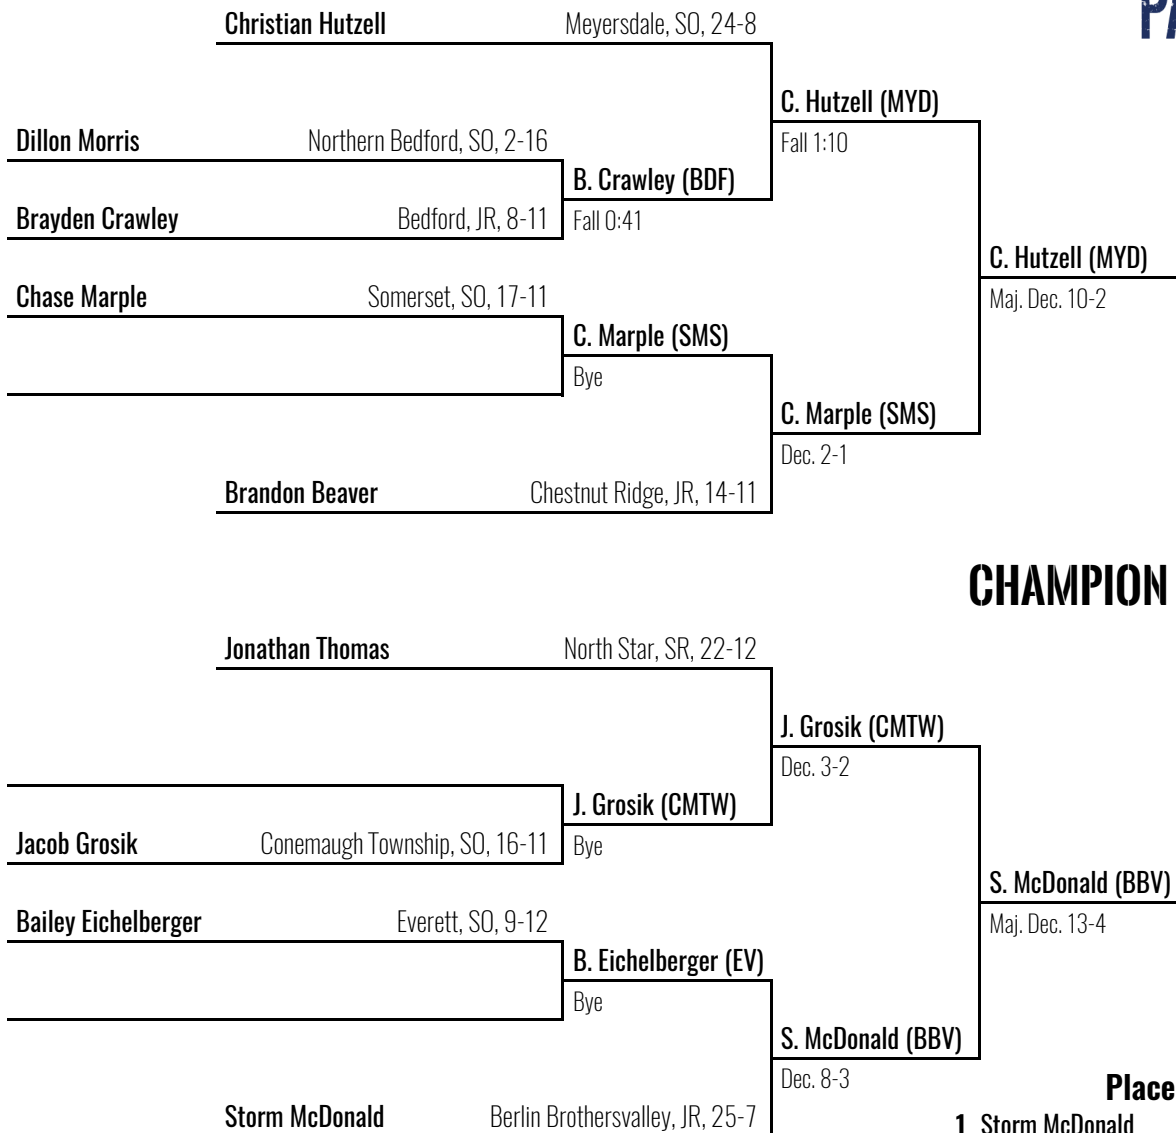 PA
Christian Hutzell Meyersdale, SO, 24-8
C. Hutzell (MYD)
Dillon Morris Northern Bedford, SO, 2-16
Fall 1:10
B. Crawley (BDF)
Brayden Crawley Bedford, JR, 8-11
Fall 0:41
C. Hutzell (MYD)
Chase Marple Somerset, SO, 17-11
Maj. Dec. 10-2
C. Marple (SMS)
Bye
C. Marple (SMS)
Dec. 2-1
Brandon Beaver Chestnut Ridge, JR, 14-11
CHAMPION
Jonathan Thomas North Star, SR, 22-12
J. Grosik (CMTW)
Dec. 3-2
J. Grosik (CMTW)
Jacob Grosik Conemaugh Township, SO, 16-11
Bye
S. McDonald (BBV)
Bailey Eichelberger Everett, SO, 9-12
Maj. Dec. 13-4
B. Eichelberger (EV)
Bye
S. McDonald (BBV)
Dec. 8-3
Place
Storm McDonald Berlin Brothersvalley, JR, 25-7
1 Storm McDonald